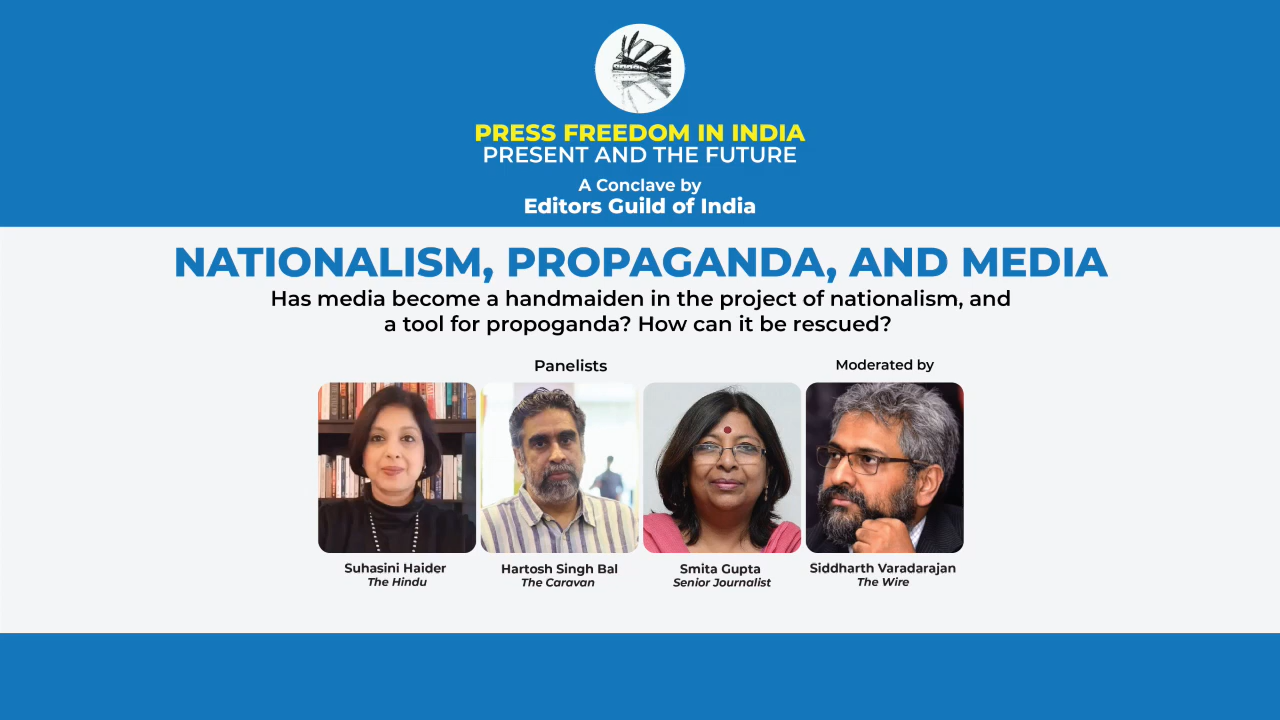 PRESS FREEDOM IN INDIA
PRESENT AND THE FUTURE
A Conclave by
Editors Guild of India
NATIONALISM, PROPAGANDA, AND MEDIA
Has media become a handmaiden in the project of nationalism, and
a tool for propoganda? How can it be rescued?
Panelists
Moderated by
Suhasini Haider
The Hindu
Hartosh Singh Bal
The Caravan
Smita Gupta
Senior Journalist
Siddharth Varadarajan
The Wire